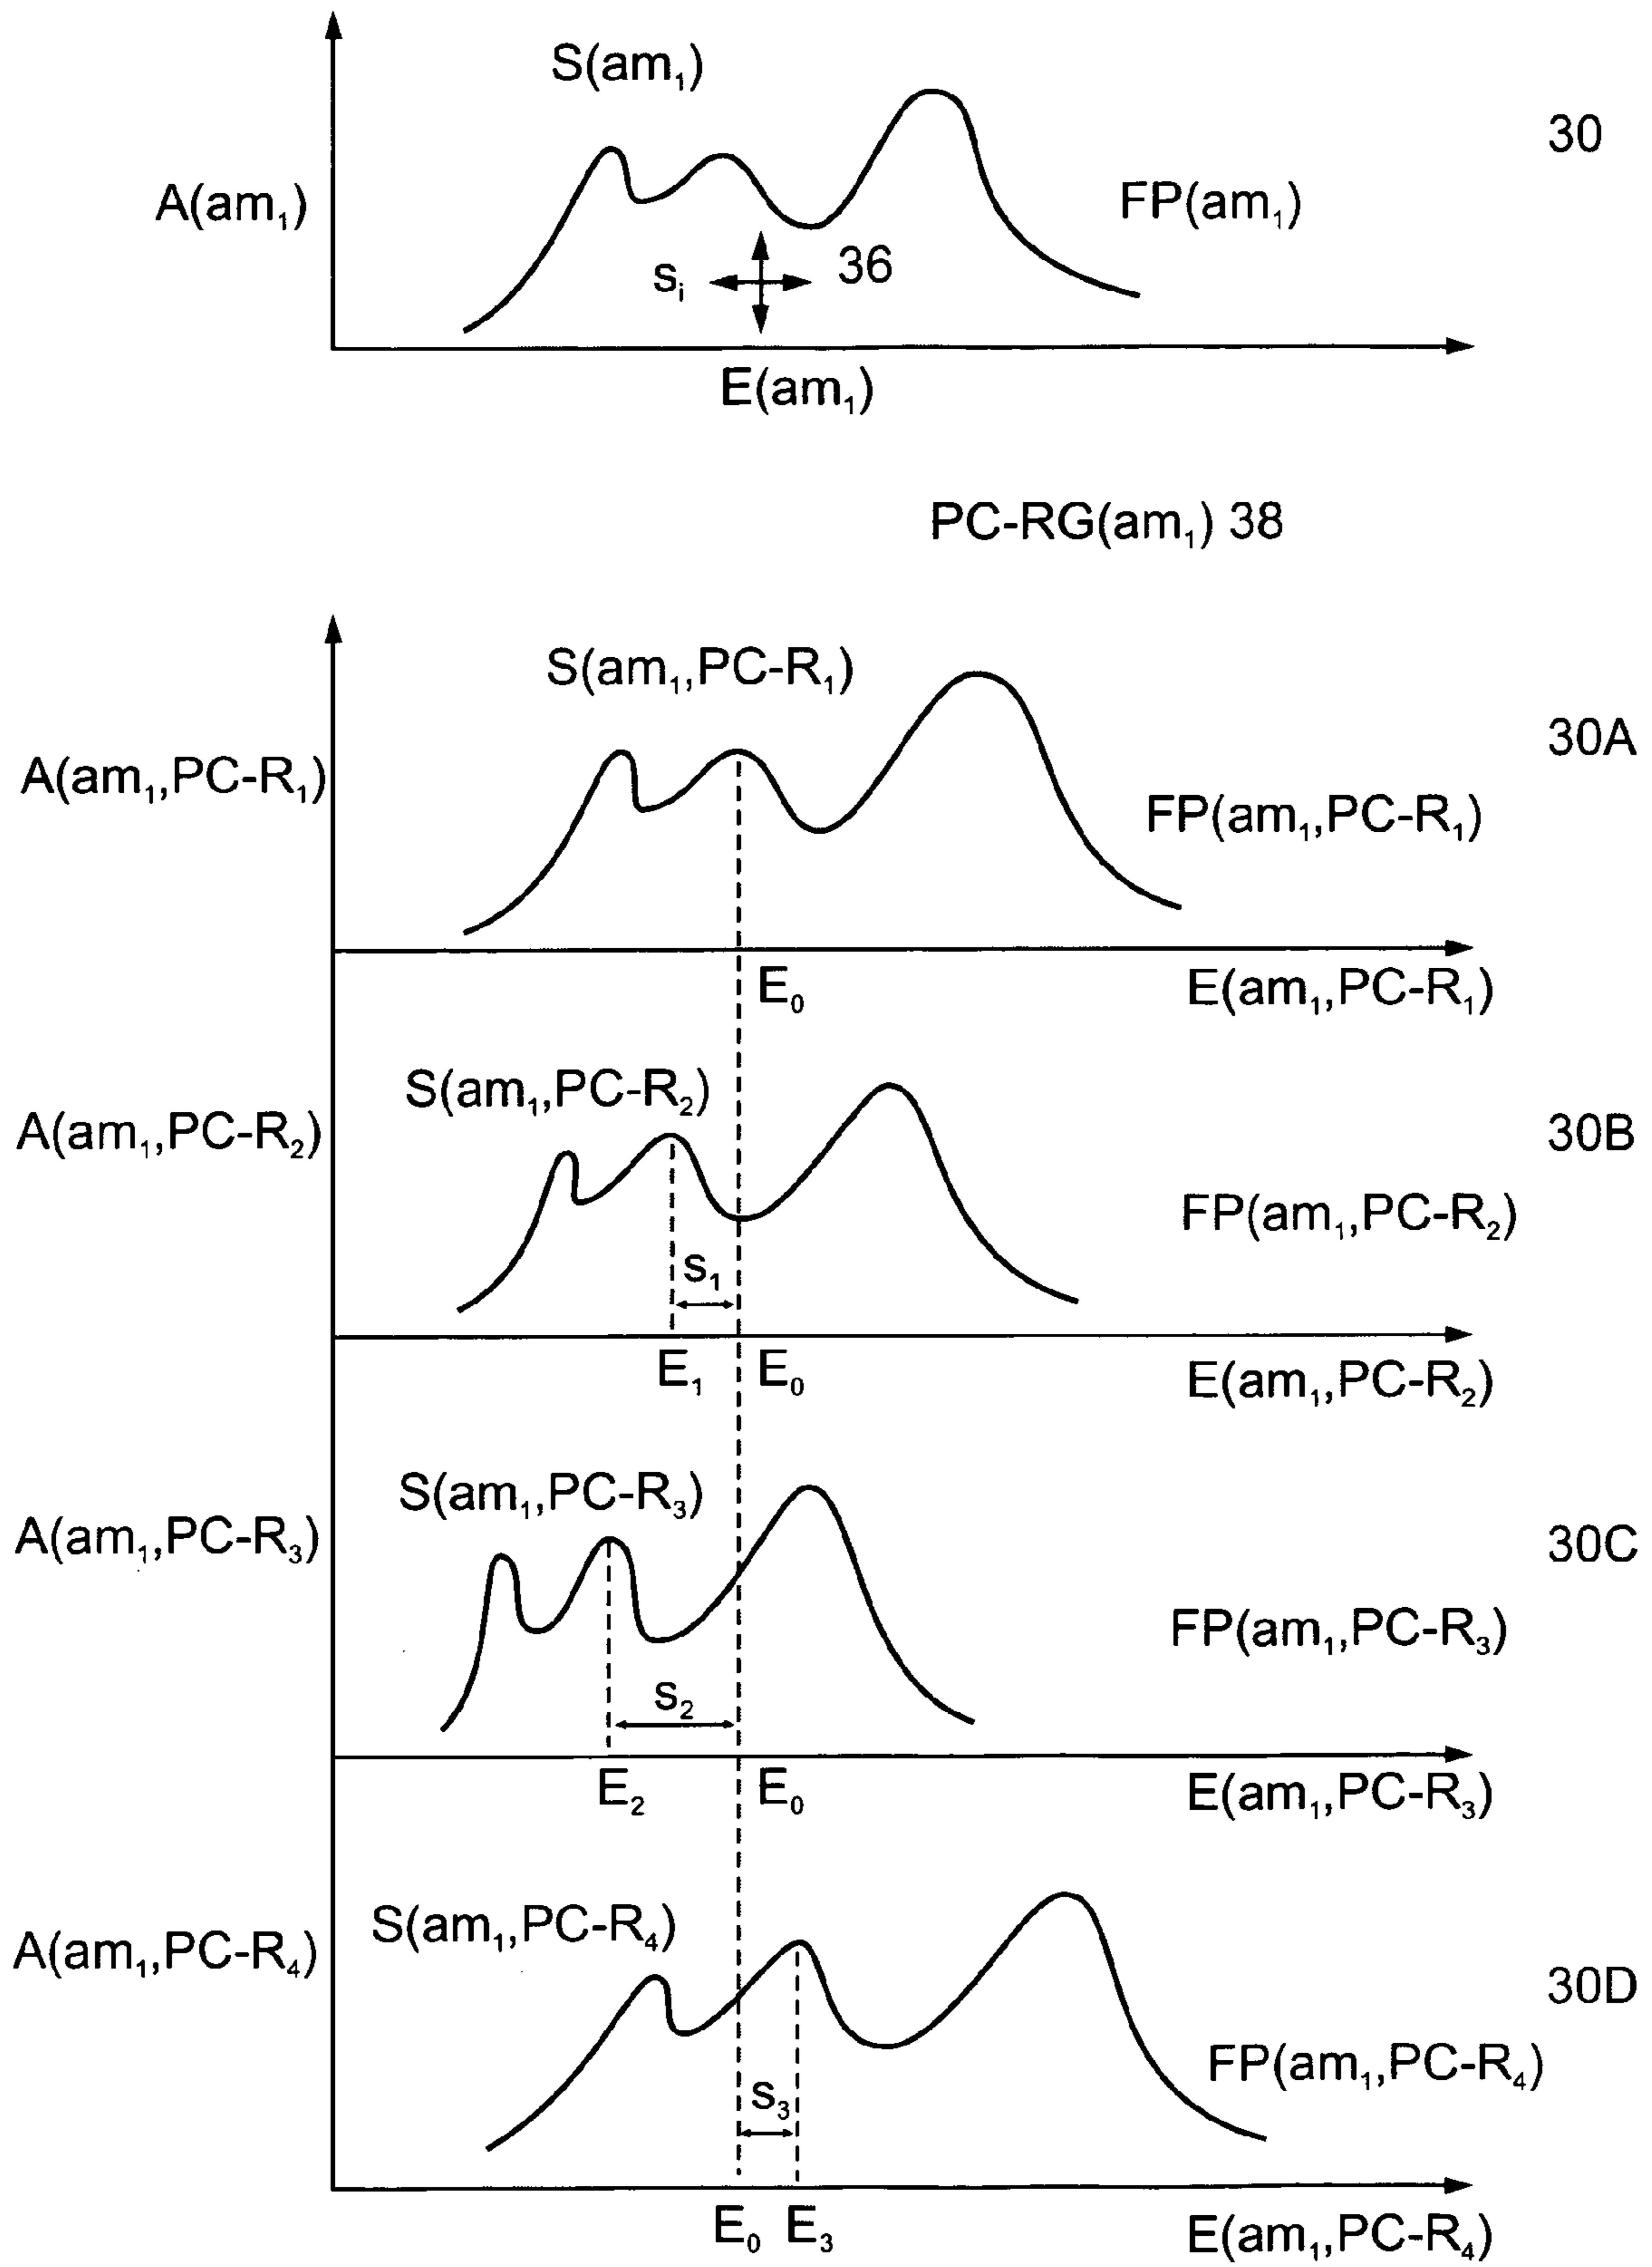 S(am₁)
30
A(am₁)
FP(am₁)
sᵢ 36
E(am₁)
PC-RG(am₁) 38
S(am₁,PC-R₁)
30A
A(am₁,PC-R₁)
FP(am₁,PC-R₁)
E₀ E(am₁,PC-R₁)
S(am₁,PC-R₂)
A(am₁,PC-R₂) 30B
FP(am₁,PC-R₂)
s₁
E₁ E₀ E(am₁,PC-R₂)
S(am₁,PC-R₃)
A(am₁,PC-R₃) 30C
FP(am₁,PC-R₃)
s₂
E₂ E₀ E(am₁,PC-R₃)
S(am₁,PC-R₄)
A(am₁,PC-R₄)
30D
FP(am₁,PC-R₄)
s₃
E₀ E₃ E(am₁,PC-R₄)